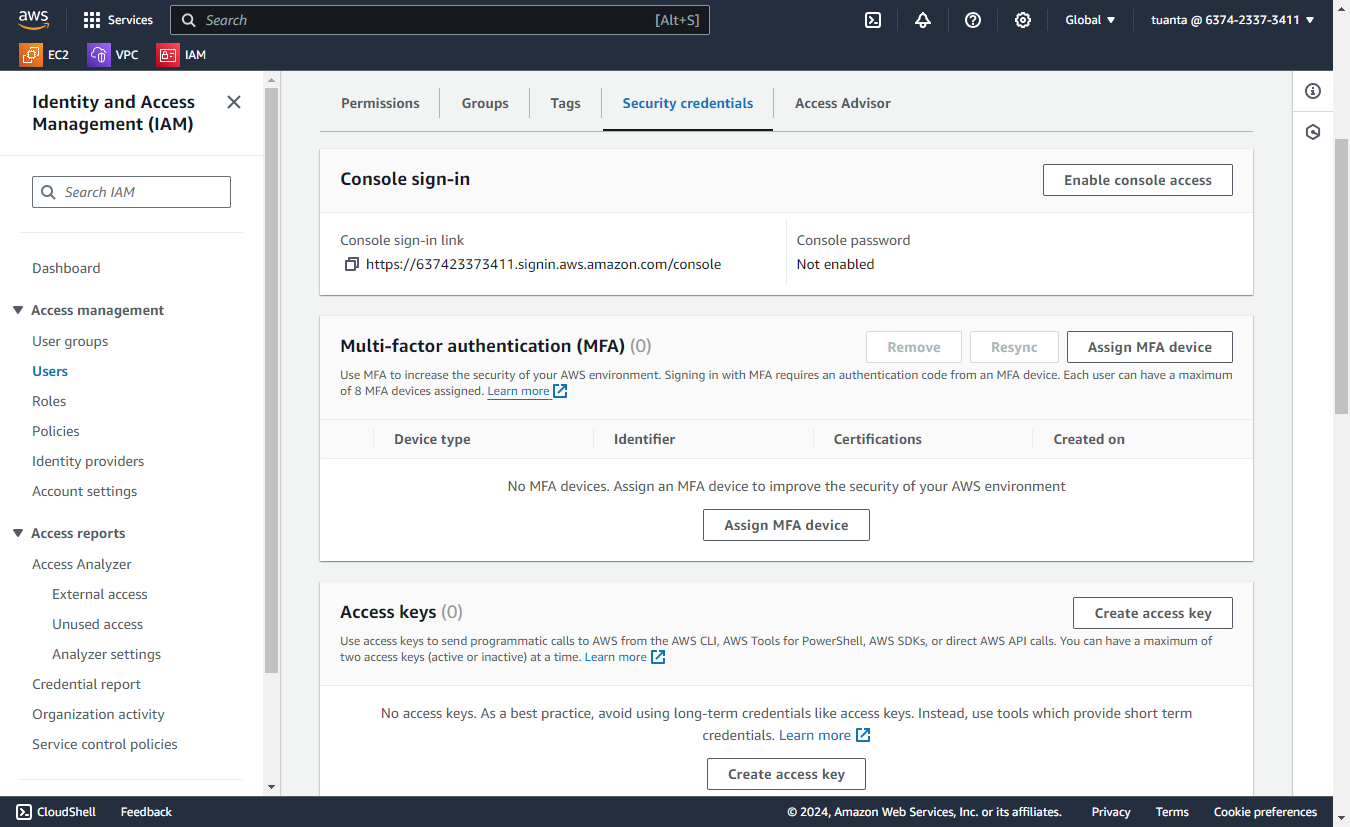 aws
Services
Search
[Alt+S]
Global
tuanta @ 6374-2337-3411
EC2
VPC
IAM
Identity and Access
Management (IAM)
Search IAM
Dashboard
Access management
User groups
Users
Roles
Policies
Identity providers
Account settings
Access reports
Access Analyzer
External access
Unused access
Analyzer settings
Credential report
Organization activity
Service control policies
Permissions
Groups
Tags
Security credentials
Access Advisor
Console sign-in
Enable console access
Console sign-in link
https://637423373411.signin.aws.amazon.com/console
Console password
Not enabled
Multi-factor authentication (MFA) (0)
Remove
Resync
Assign MFA device
Use MFA to increase the security of your AWS environment. Signing in with MFA requires an authentication code from an MFA device. Each user can have a maximum
of 8 MFA devices assigned. Learn more
Device type
Identifier
Certifications
Created on
No MFA devices. Assign an MFA device to improve the security of your AWS environment
Assign MFA device
Access keys (0)
Create access key
Use access keys to send programmatic calls to AWS from the AWS CLI, AWS Tools for PowerShell, AWS SDKs, or direct AWS API calls. You can have a maximum of
two access keys (active or inactive) at a time. Learn more
No access keys. As a best practice, avoid using long-term credentials like access keys. Instead, use tools which provide short term
credentials. Learn more
Create access key
CloudShell
Feedback
© 2024, Amazon Web Services, Inc. or its affiliates.
Privacy
Terms
Cookie preferences